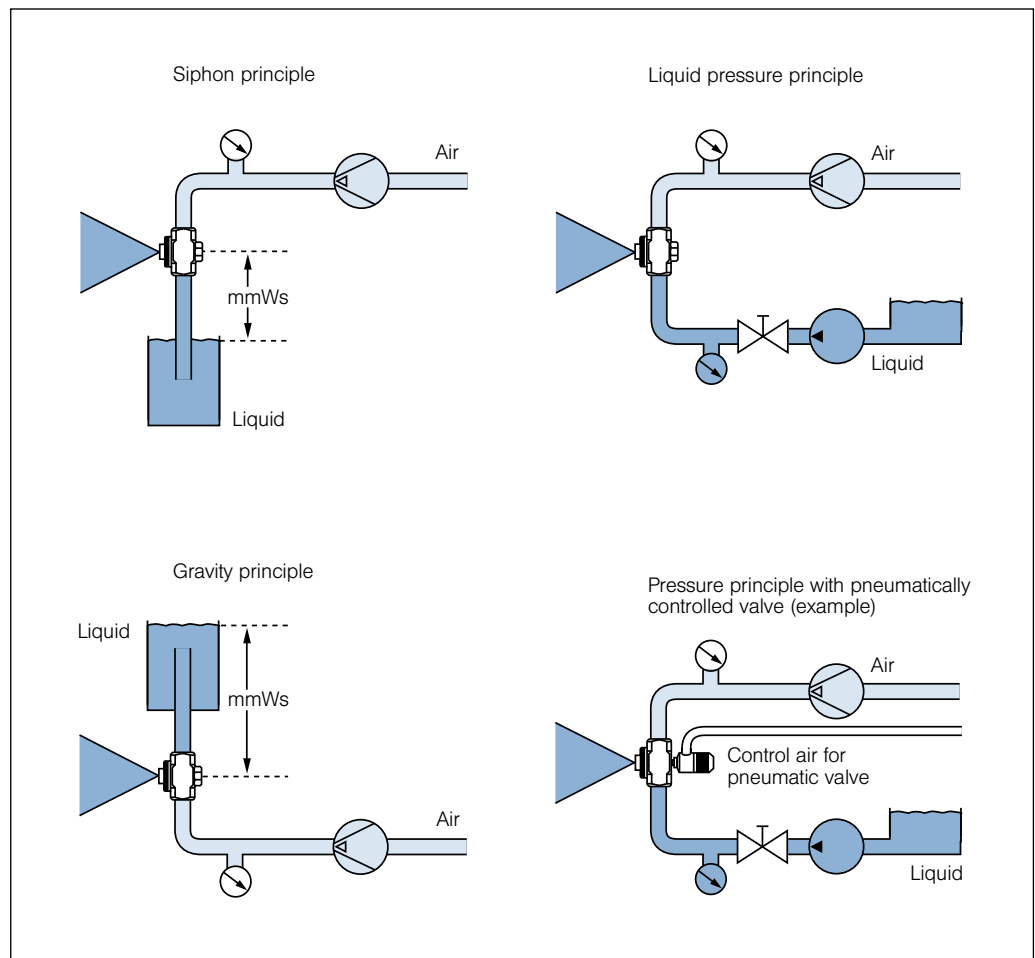 Siphon principle
Air
mmWs
Liquid
Liquid pressure principle
Air
Liquid
Gravity principle
Liquid
mmWs
Air
Pressure principle with pneumatically
controlled valve (example)
Air
Control air for
pneumatic valve
Liquid